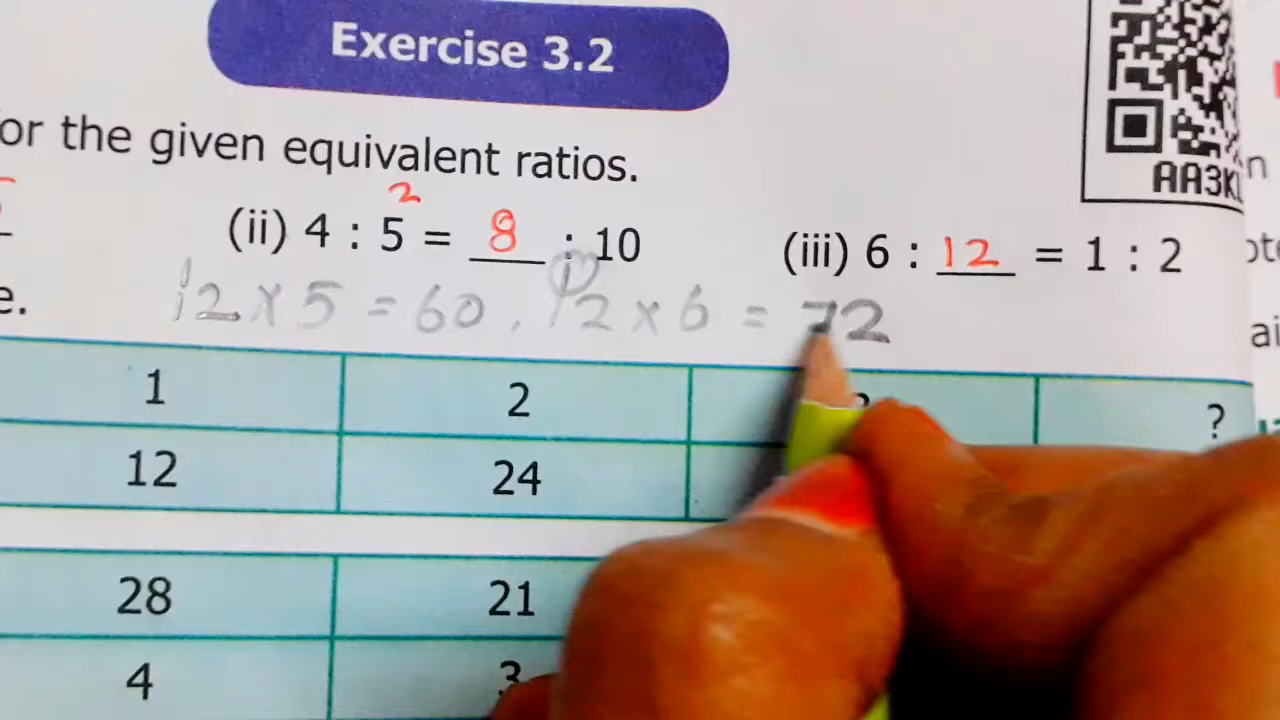 Exercise 3.2
AA3K
or the given equivalent ratios.
2
(ii) 4 : 5 = 8 : 10 (iii) 6 : 12 = 1 : 2
e. 12 x 5 = 60 . 12 x 6 = 72
1 2 ?
12 24
28 21
4 3